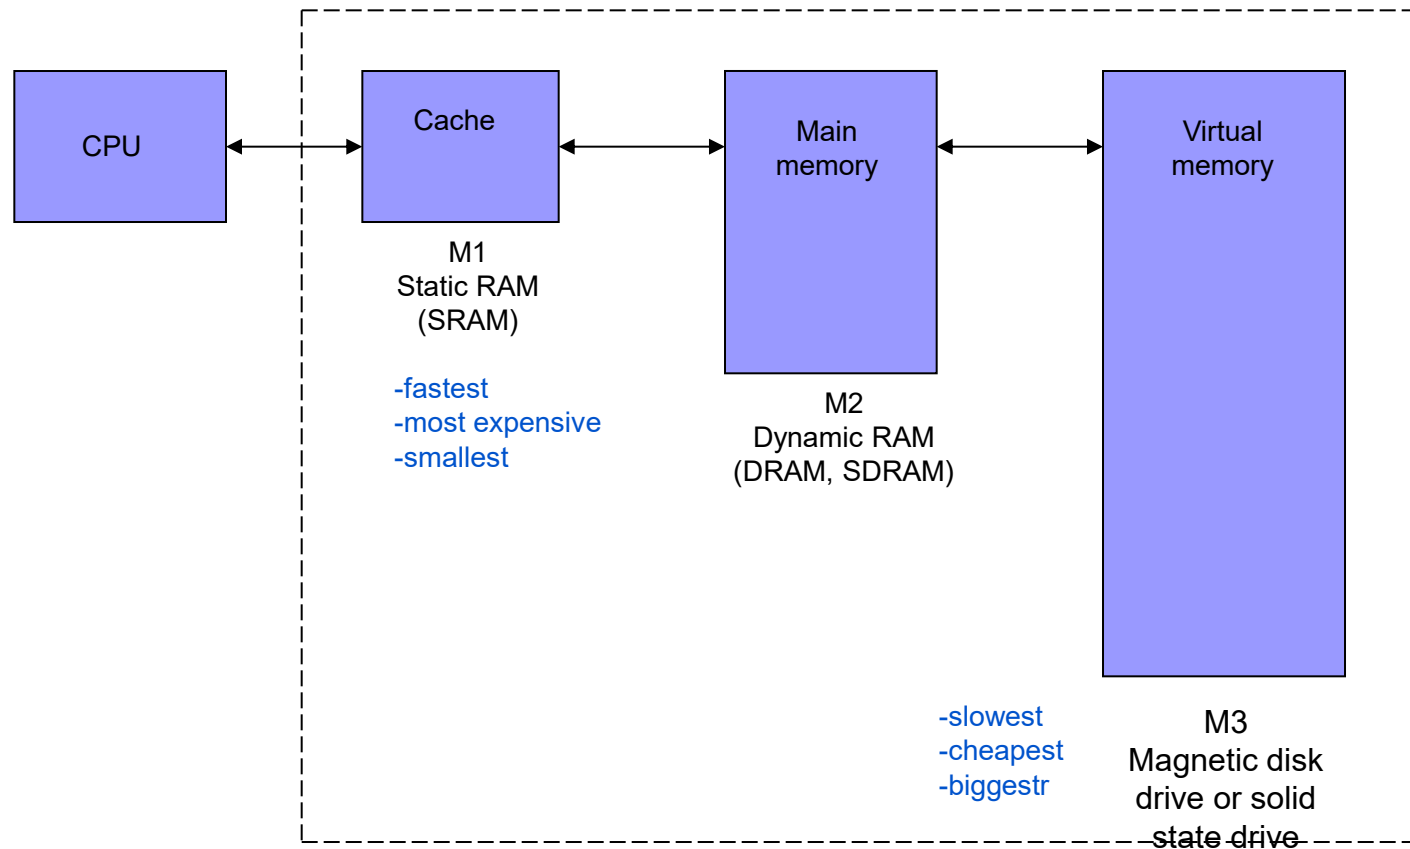 CPU
Cache
Main
memory
Virtual
memory
M1
Static RAM
(SRAM)
-fastest
-most expensive
-smallest
M2
Dynamic RAM
(DRAM, SDRAM)
-slowest
-cheapest
-biggestr
M3
Magnetic disk
drive or solid
state drive